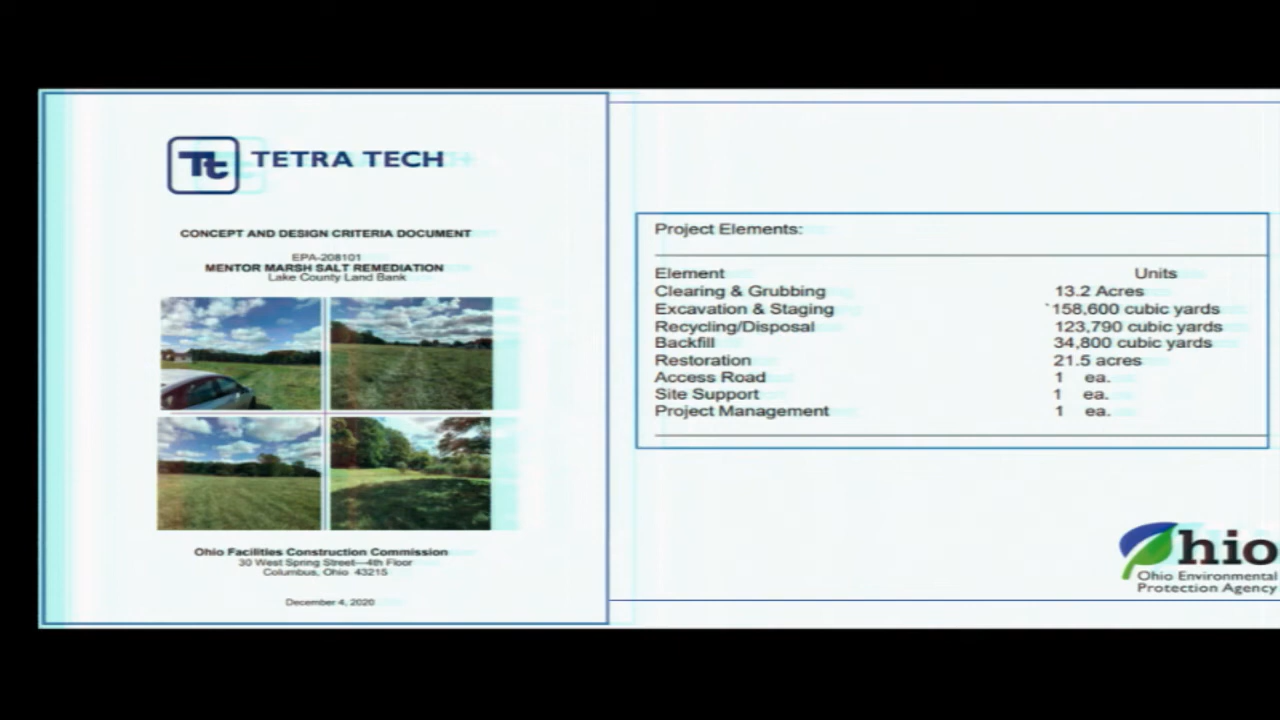 Tt TETRA TECH
CONCEPT AND DESIGN CRITERIA DOCUMENT
EPA-208101
MENTOR MARSH SALT REMEDIATION
Lake County Land Bank
Ohio Facilities Construction Commission
30 West Spring Street—4th Floor
Columbus, Ohio 43215
December 4, 2020
Project Elements:
Element Units
Clearing & Grubbing 13.2 Acres
Excavation & Staging `158,600 cubic yards
Recycling/Disposal 123,790 cubic yards
Backfill 34,800 cubic yards
Restoration 21.5 acres
Access Road 1 ea.
Site Support 1 ea.
Project Management 1 ea.
Ohio
Ohio Environmental
Protection Agency